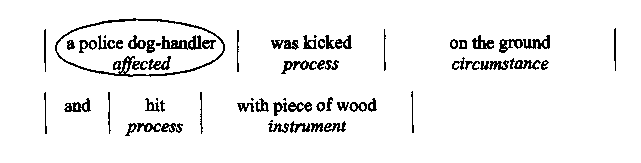 a police dog-handler was kicked on the ground
affected process circumstance
and hit with piece of wood
process instrument